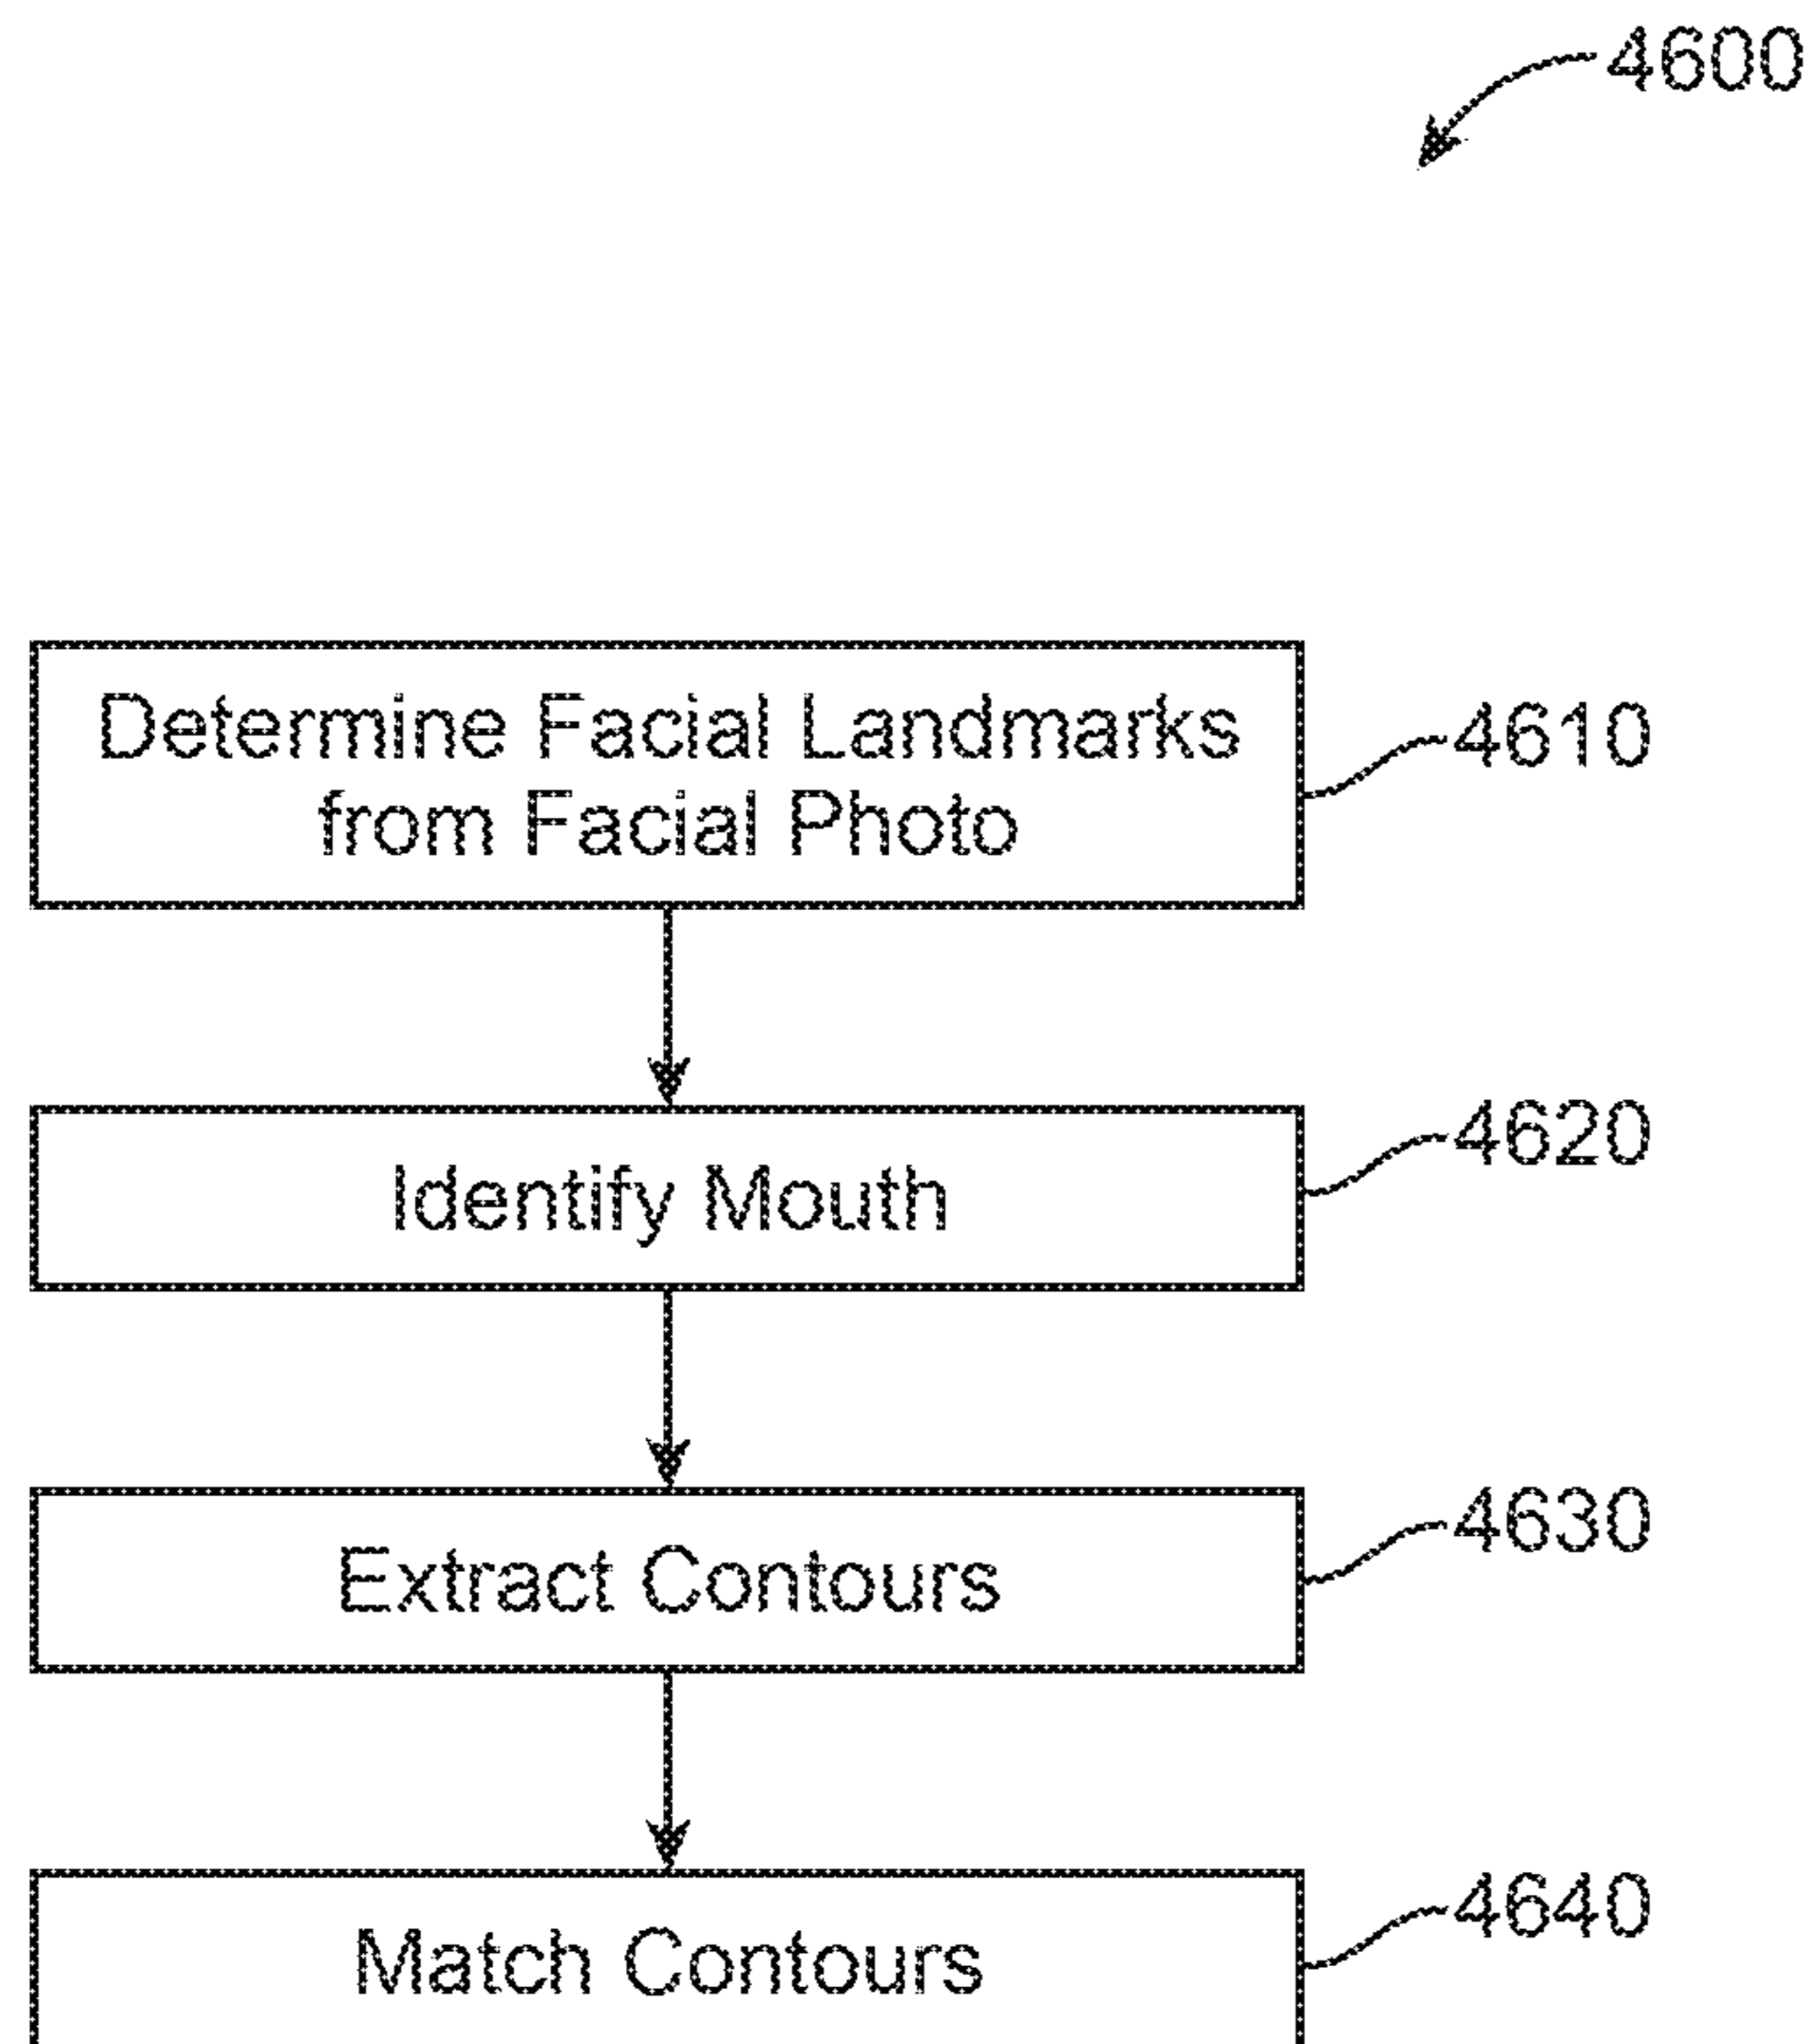 4600
Determine Facial Landmarks
from Facial Photo
4610
Identify Mouth
4620
Extract Contours
4630
Match Contours
4640